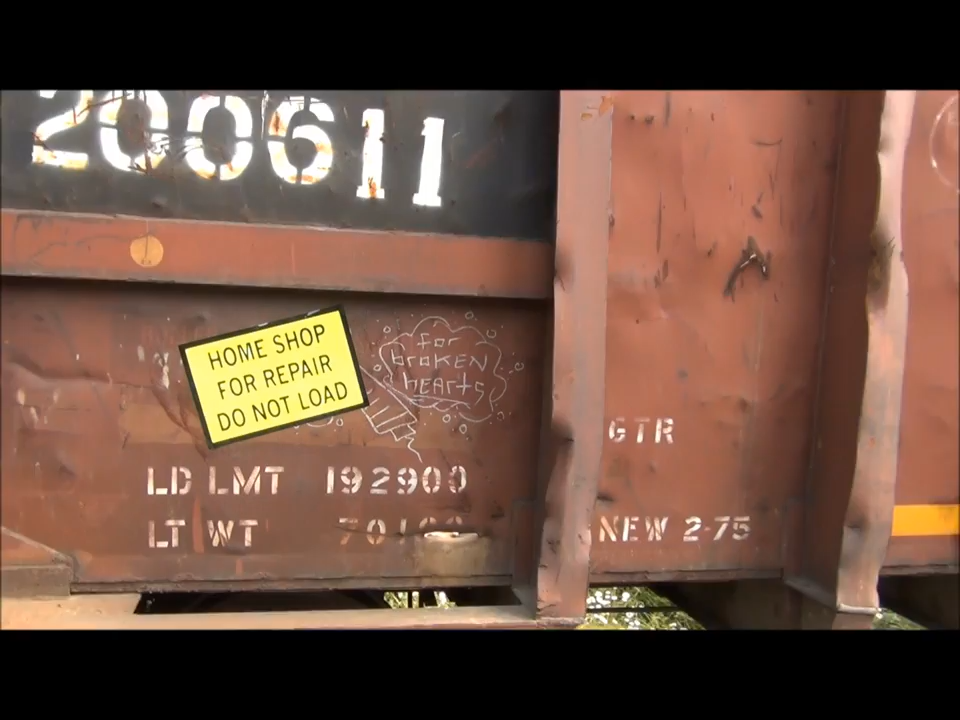 200611
HOME SHOP
FOR REPAIR
DO NOT LOAD
for
broKEN
heArts
GTR
LD LMT 192900
LT WT
NEW 2-75